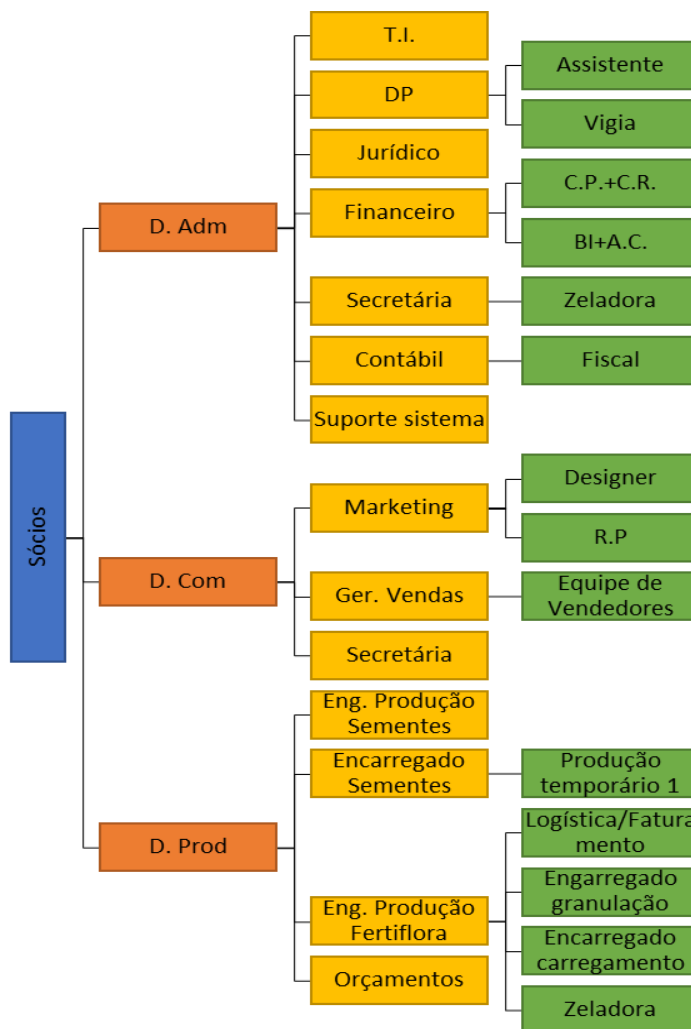 Sócios
D. Adm
T.I.
DP
Assistente
Vigia
Jurídico
Financeiro
C.P.+C.R.
BI+A.C.
Secretária
Zeladora
Contábil
Fiscal
Suporte sistema
D. Com
Marketing
Designer
R.P
Ger. Vendas
Equipe de
Vendedores
Secretária
D. Prod
Eng. Produção
Sementes
Encarregado
Sementes
Produção
temporário 1
Eng. Produção
Fertiflora
Logística/Fatura
mento
Engarregado
granulação
Encarregado
carregamento
Zeladora
Orçamentos